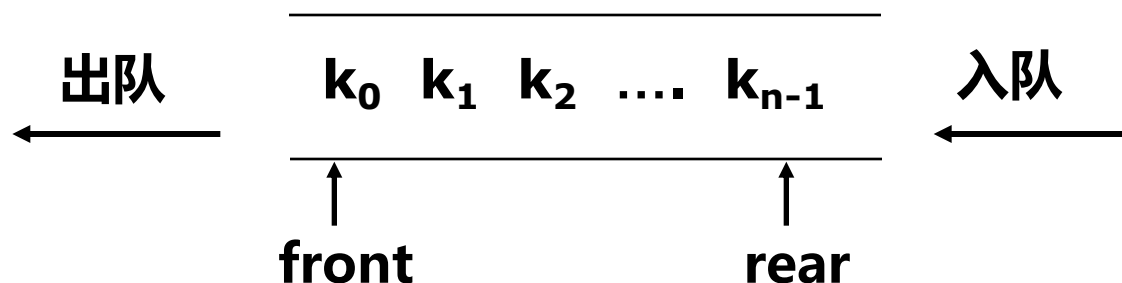 出队 k₀ k₁ k₂ .... kₙ₋₁ 入队
front rear